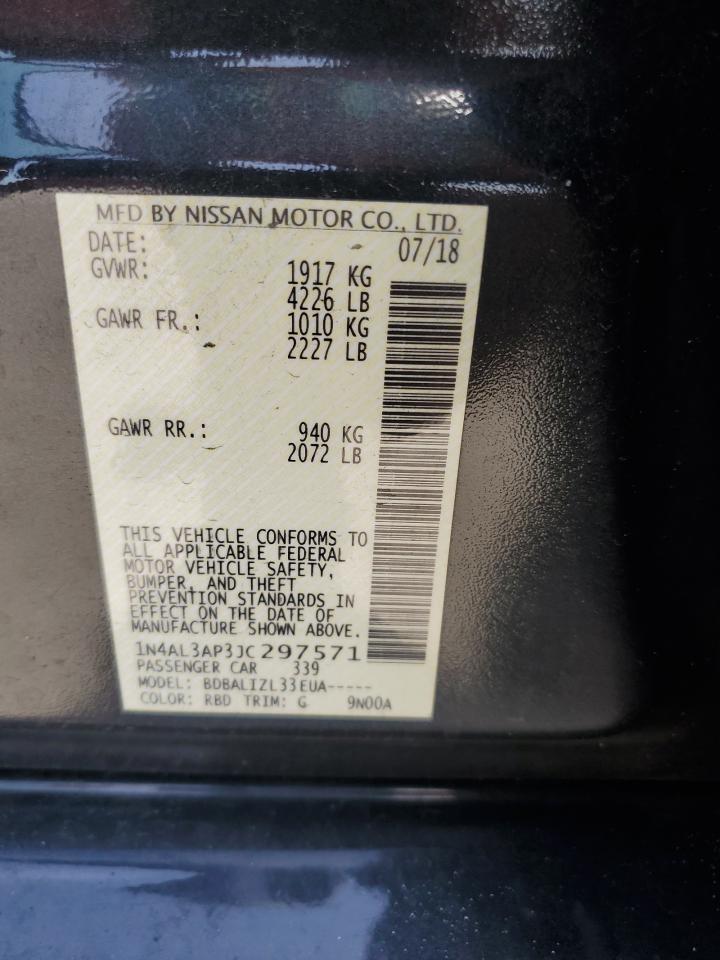 MFD BY NISSAN MOTOR CO., LTD.
DATE: 07/18
GVWR: 1917 KG
4226 LB
GAWR FR.: 1010 KG
2227 LB
GAWR RR.: 940 KG
2072 LB
THIS VEHICLE CONFORMS TO
ALL APPLICABLE FEDERAL
MOTOR VEHICLE SAFETY,
BUMPER, AND THEFT
PREVENTION STANDARDS IN
EFFECT ON THE DATE OF
MANUFACTURE SHOWN ABOVE.
1N4AL3AP3JC297571
PASSENGER CAR 339
MODEL: BDBALIZL33EUA-----
COLOR: RBD TRIM: G 9N00A